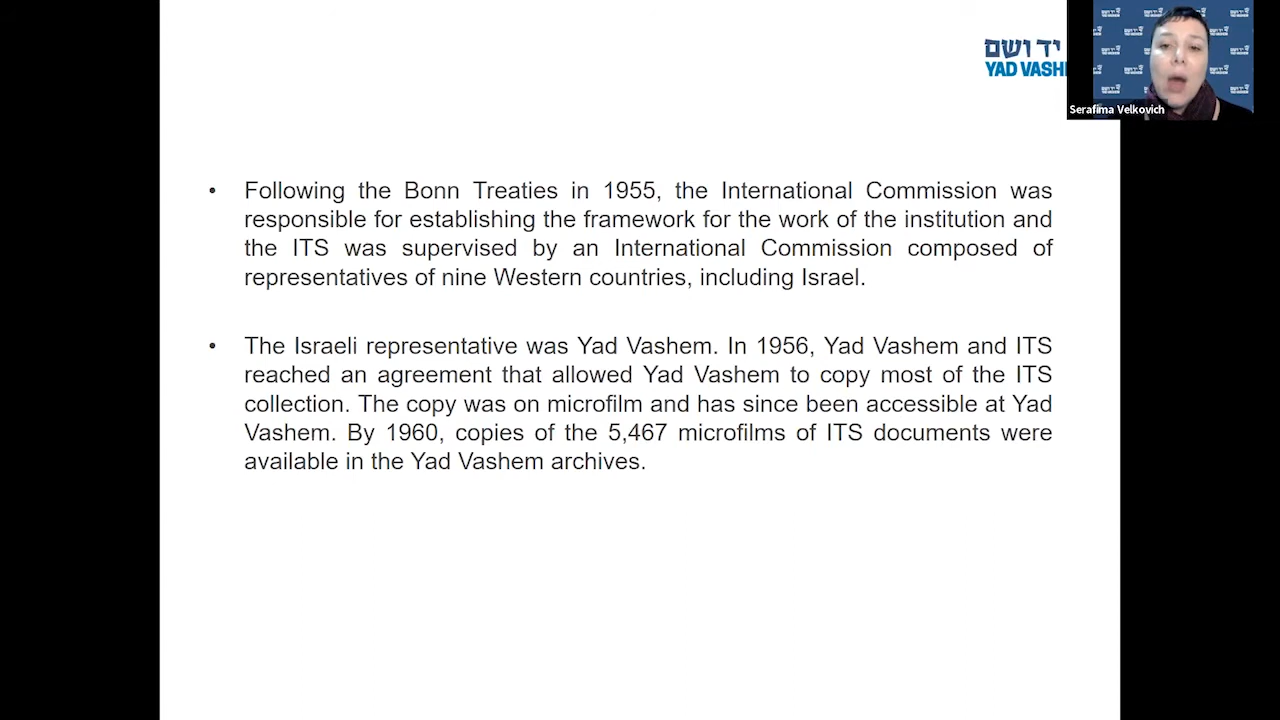 יד ושם
YAD VASH
Serafima Velkovich
• Following the Bonn Treaties in 1955, the International Commission was
responsible for establishing the framework for the work of the institution and
the ITS was supervised by an International Commission composed of
representatives of nine Western countries, including Israel.
• The Israeli representative was Yad Vashem. In 1956, Yad Vashem and ITS
reached an agreement that allowed Yad Vashem to copy most of the ITS
collection. The copy was on microfilm and has since been accessible at Yad
Vashem. By 1960, copies of the 5,467 microfilms of ITS documents were
available in the Yad Vashem archives.